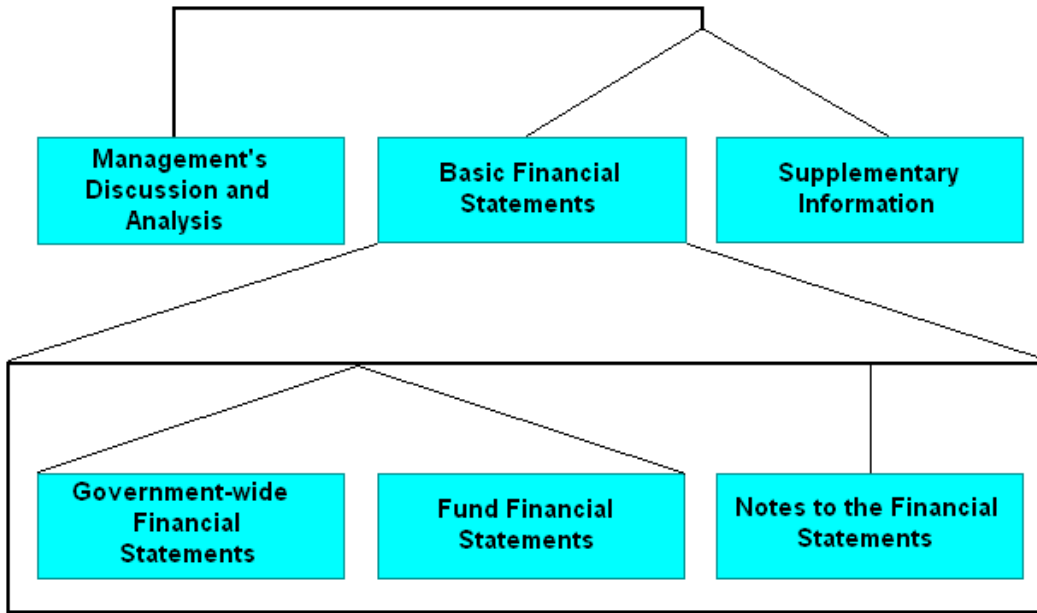 Management's
Discussion and
Analysis
Basic Financial
Statements
Supplementary
Information
Government-wide
Financial
Statements
Fund Financial
Statements
Notes to the Financial
Statements